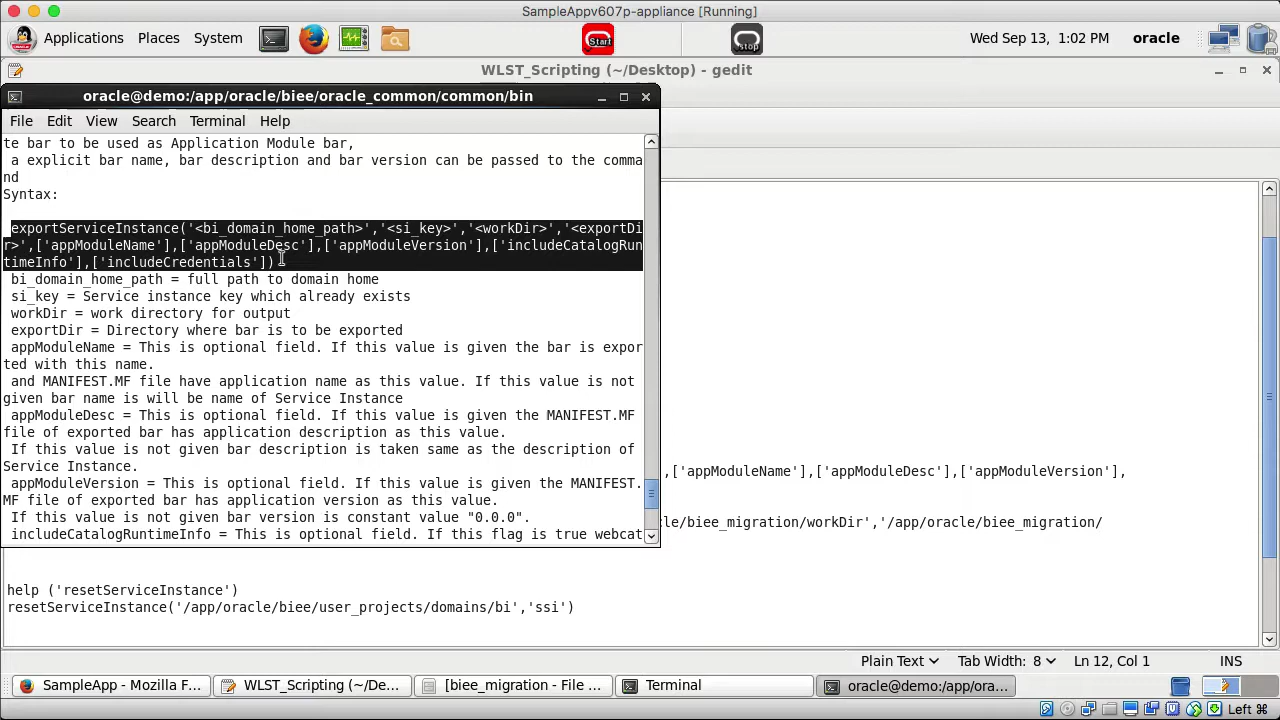 SampleAppv607p-appliance [Running]
Applications Places System
Start
stop
Wed Sep 13, 1:02 PM oracle
WLST_Scripting (~/Desktop) - gedit
oracle@demo:/app/oracle/biee/oracle_common/common/bin
File Edit View Search Terminal Help
te bar to be used as Application Module bar,
a explicit bar name, bar description and bar version can be passed to the comma
nd
Syntax:
exportServiceInstance('<bi_domain_home_path>','<si_key>','<workDir>','<exportDi
r>',['appModuleName'],['appModuleDesc'],['appModuleVersion'],['includeCatalogRun
timeInfo'],['includeCredentials'])
bi_domain_home_path = full path to domain home
si_key = Service instance key which already exists
workDir = work directory for output
exportDir = Directory where bar is to be exported
appModuleName = This is optional field. If this value is given the bar is expor
ted with this name.
and MANIFEST.MF file have application name as this value. If this value is not
given bar name is will be name of Service Instance
appModuleDesc = This is optional field. If this value is given the MANIFEST.MF
file of exported bar has application description as this value.
If this value is not given bar description is taken same as the description of
Service Instance.
appModuleVersion = This is optional field. If this value is given the MANIFEST.
MF file of exported bar has application version as this value.
If this value is not given bar version is constant value "0.0.0".
includeCatalogRuntimeInfo = This is optional field. If this flag is true webcat
,['appModuleName'],['appModuleDesc'],['appModuleVersion'],
cle/biee_migration/workDir','/app/oracle/biee_migration/
help ('resetServiceInstance')
resetServiceInstance('/app/oracle/biee/user_projects/domains/bi','ssi')
Plain Text Tab Width: 8 Ln 12, Col 1 INS
SampleApp - Mozilla F... WLST_Scripting (~/De... [biee_migration - File ... Terminal oracle@demo:/app/ora...
Left ⌘